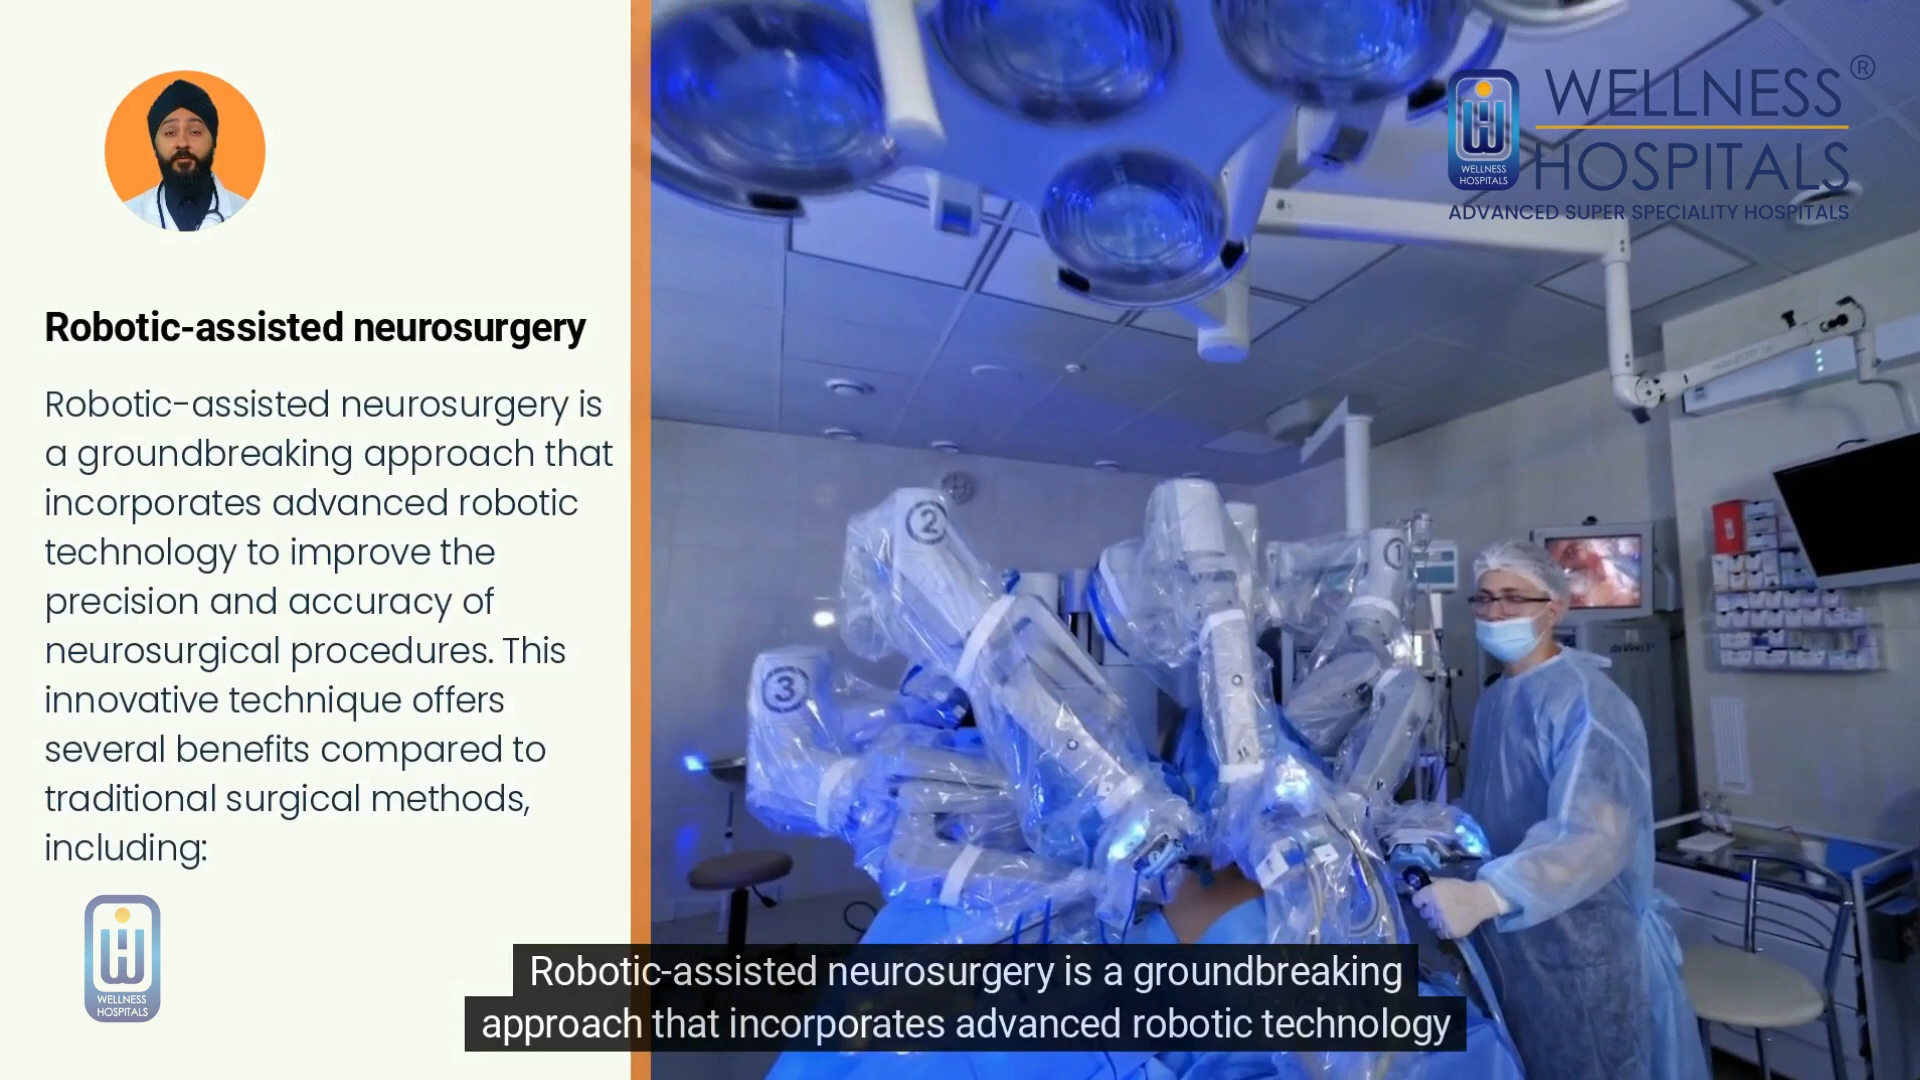 WELLNESS®
HOSPITALS
ADVANCED SUPER SPECIALITY HOSPITALS
WELLNESS
HOSPITALS
Robotic-assisted neurosurgery
Robotic-assisted neurosurgery is
a groundbreaking approach that
incorporates advanced robotic
technology to improve the
precision and accuracy of
neurosurgical procedures. This
innovative technique offers
several benefits compared to
traditional surgical methods,
including:
WELLNESS
HOSPITALS
2
1
3
da Vinci
Robotic-assisted neurosurgery is a groundbreaking
approach that incorporates advanced robotic technology